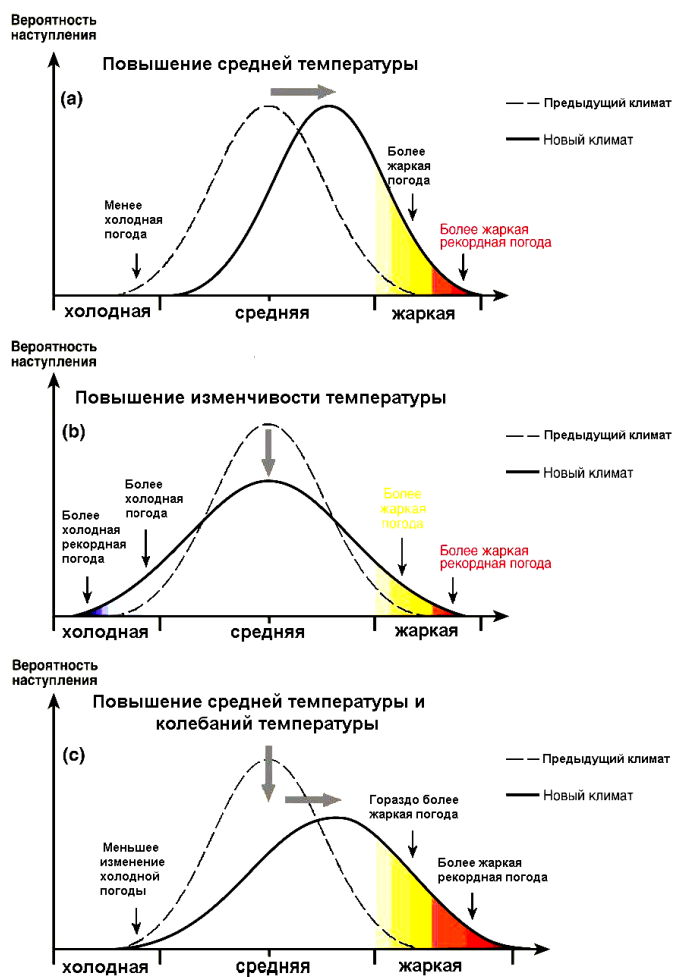 Вероятность
наступления
Повышение средней температуры
(a)
Предыдущий климат
Новый климат
Более
жаркая
погода
Менее
холодная
погода
Более жаркая
рекордная погода
холодная
средняя
жаркая
Вероятность
наступления
Повышение изменчивости температуры
(b)
Предыдущий климат
Новый климат
Более
холодная
погода
Более
жаркая
погода
Более
холодная
рекордная
погода
Более жаркая
рекордная погода
холодная
средняя
жаркая
Вероятность
наступления
Повышение средней температуры и
колебаний температуры
(c)
Предыдущий климат
Новый климат
Гораздо более
жаркая погода
Меньшее
изменение
холодной
погоды
Более жаркая
рекордная погода
холодная
средняя
жаркая